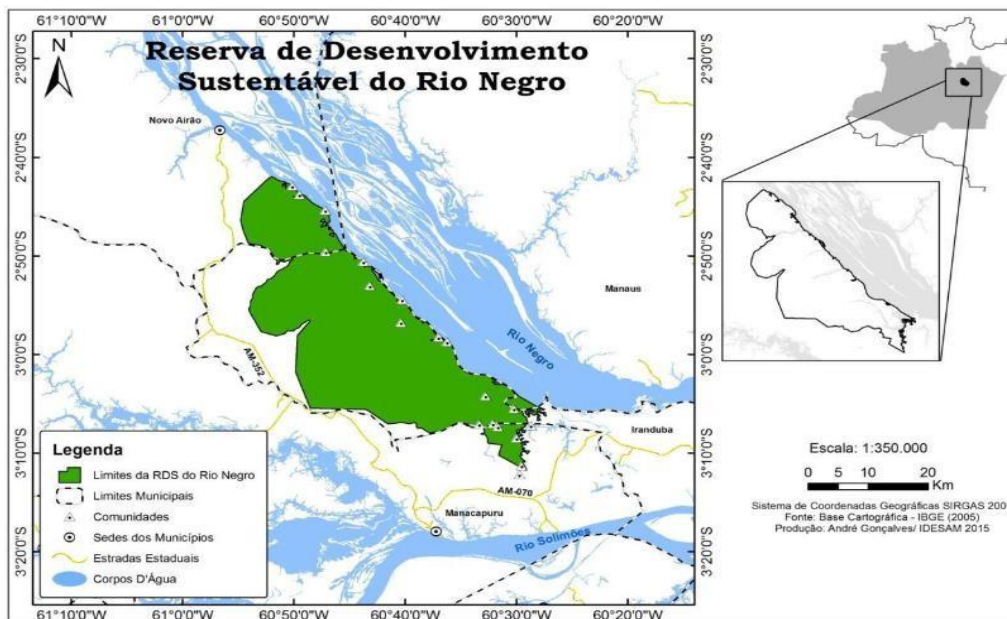 61°10'0"O 61°0'0"O 60°50'0"O 60°40'0"O 60°30'0"O 60°20'0"O
N
Reserva de Desenvolvimento
Sustentável do Rio Negro
Novo Airão
Manaus
Rio Negro
AM-352
Iranduba
AM-070
Manacapuru
Rio Solimões
2°30'0"S
2°40'0"S
2°50'0"S
3°0'0"S
3°10'0"S
3°20'0"S
2°30'0"S
2°40'0"S
2°50'0"S
3°0'0"S
3°10'0"S
3°20'0"S
Legenda
Limites da RDS do Rio Negro
Limites Municipais
Comunidades
Sedes dos Municípios
Estradas Estaduais
Corpos D'Água
61°10'0"O 61°0'0"O 60°50'0"O 60°40'0"O 60°30'0"O 60°20'0"O
Escala: 1:350.000
0 5 10 20
Km
Sistema de Coordenadas Geográficas SIRGAS 200
Fonte: Base Cartográfica - IBGE (2005)
Produção: André Gonçalves/ IDESAM 2015